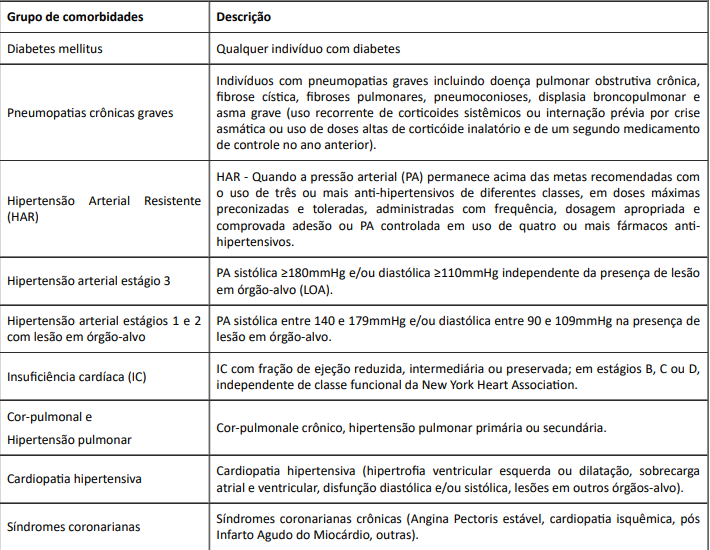 Grupo de comorbidades
Descrição
Diabetes mellitus
Qualquer indivíduo com diabetes
Pneumopatias crônicas graves
Indivíduos com pneumopatias graves incluindo doença pulmonar obstrutiva crônica,
fibrose cística, fibroses pulmonares, pneumoconioses, displasia broncopulmonar e
asma grave (uso recorrente de corticoides sistêmicos ou internação prévia por crise
asmática ou uso de doses altas de corticóide inalatório e de um segundo medicamento
de controle no ano anterior).
Hipertensão Arterial Resistente
(HAR)
HAR - Quando a pressão arterial (PA) permanece acima das metas recomendadas com
o uso de três ou mais anti-hipertensivos de diferentes classes, em doses máximas
preconizadas e toleradas, administradas com frequência, dosagem apropriada e
comprovada adesão ou PA controlada em uso de quatro ou mais fármacos anti-
hipertensivos.
Hipertensão arterial estágio 3
PA sistólica ≥180mmHg e/ou diastólica ≥110mmHg independente da presença de lesão
em órgão-alvo (LOA).
Hipertensão arterial estágios 1 e 2
com lesão em órgão-alvo
PA sistólica entre 140 e 179mmHg e/ou diastólica entre 90 e 109mmHg na presença de
lesão em órgão-alvo.
Insuficiência cardíaca (IC)
IC com fração de ejeção reduzida, intermediária ou preservada; em estágios B, C ou D,
independente de classe funcional da New York Heart Association.
Cor-pulmonal e
Hipertensão pulmonar
Cor-pulmonale crônico, hipertensão pulmonar primária ou secundária.
Cardiopatia hipertensiva
Cardiopatia hipertensiva (hipertrofia ventricular esquerda ou dilatação, sobrecarga
atrial e ventricular, disfunção diastólica e/ou sistólica, lesões em outros órgãos-alvo).
Síndromes coronarianas
Síndromes coronarianas crônicas (Angina Pectoris estável, cardiopatia isquêmica, pós
Infarto Agudo do Miocárdio, outras).